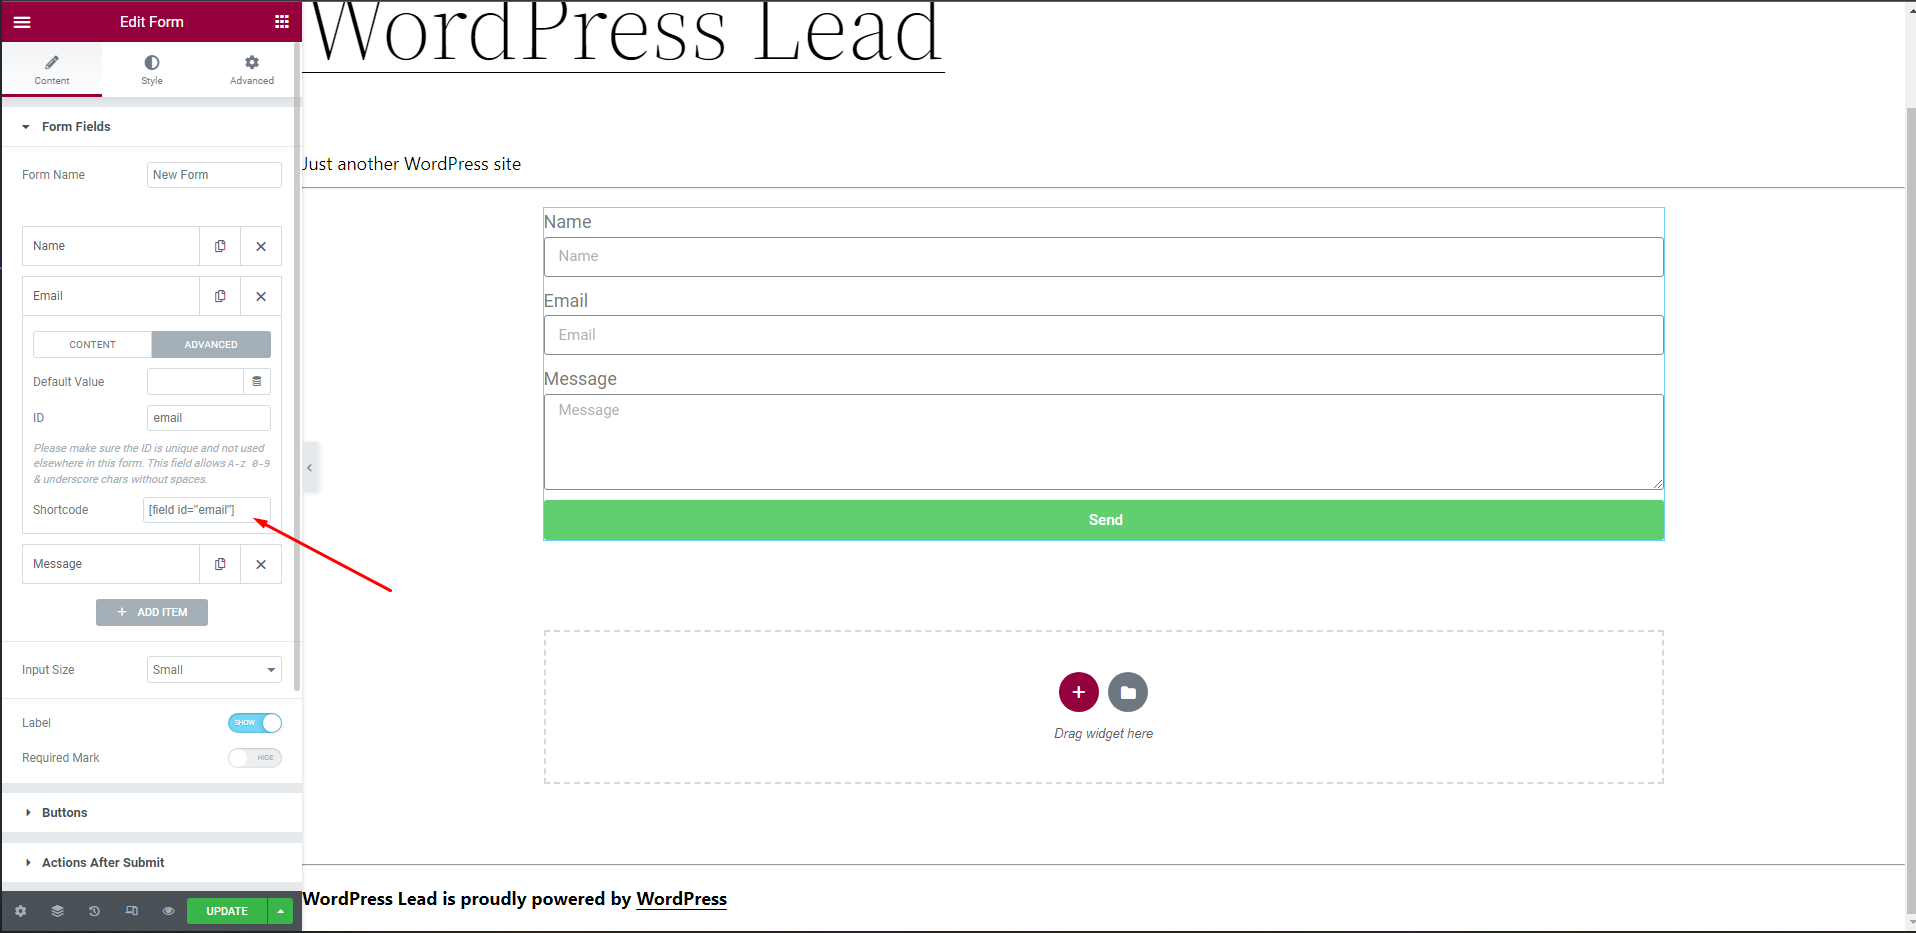 Edit Form
Content
Style
Advanced
Form Fields
Form Name
New Form
Name
Email
CONTENT
ADVANCED
Default Value
ID
email
Please make sure the ID is unique and not used
elsewhere in this form. This field allows A-z 0-9
& underscore chars without spaces.
Shortcode
[field id="email"]
Message
ADD ITEM
Input Size
Small
Label
SHOW
Required Mark
HIDE
Buttons
Actions After Submit
UPDATE
WordPress Lead
Just another WordPress site
Name
Name
Email
Email
Message
Message
Send
Drag widget here
WordPress Lead is proudly powered by WordPress